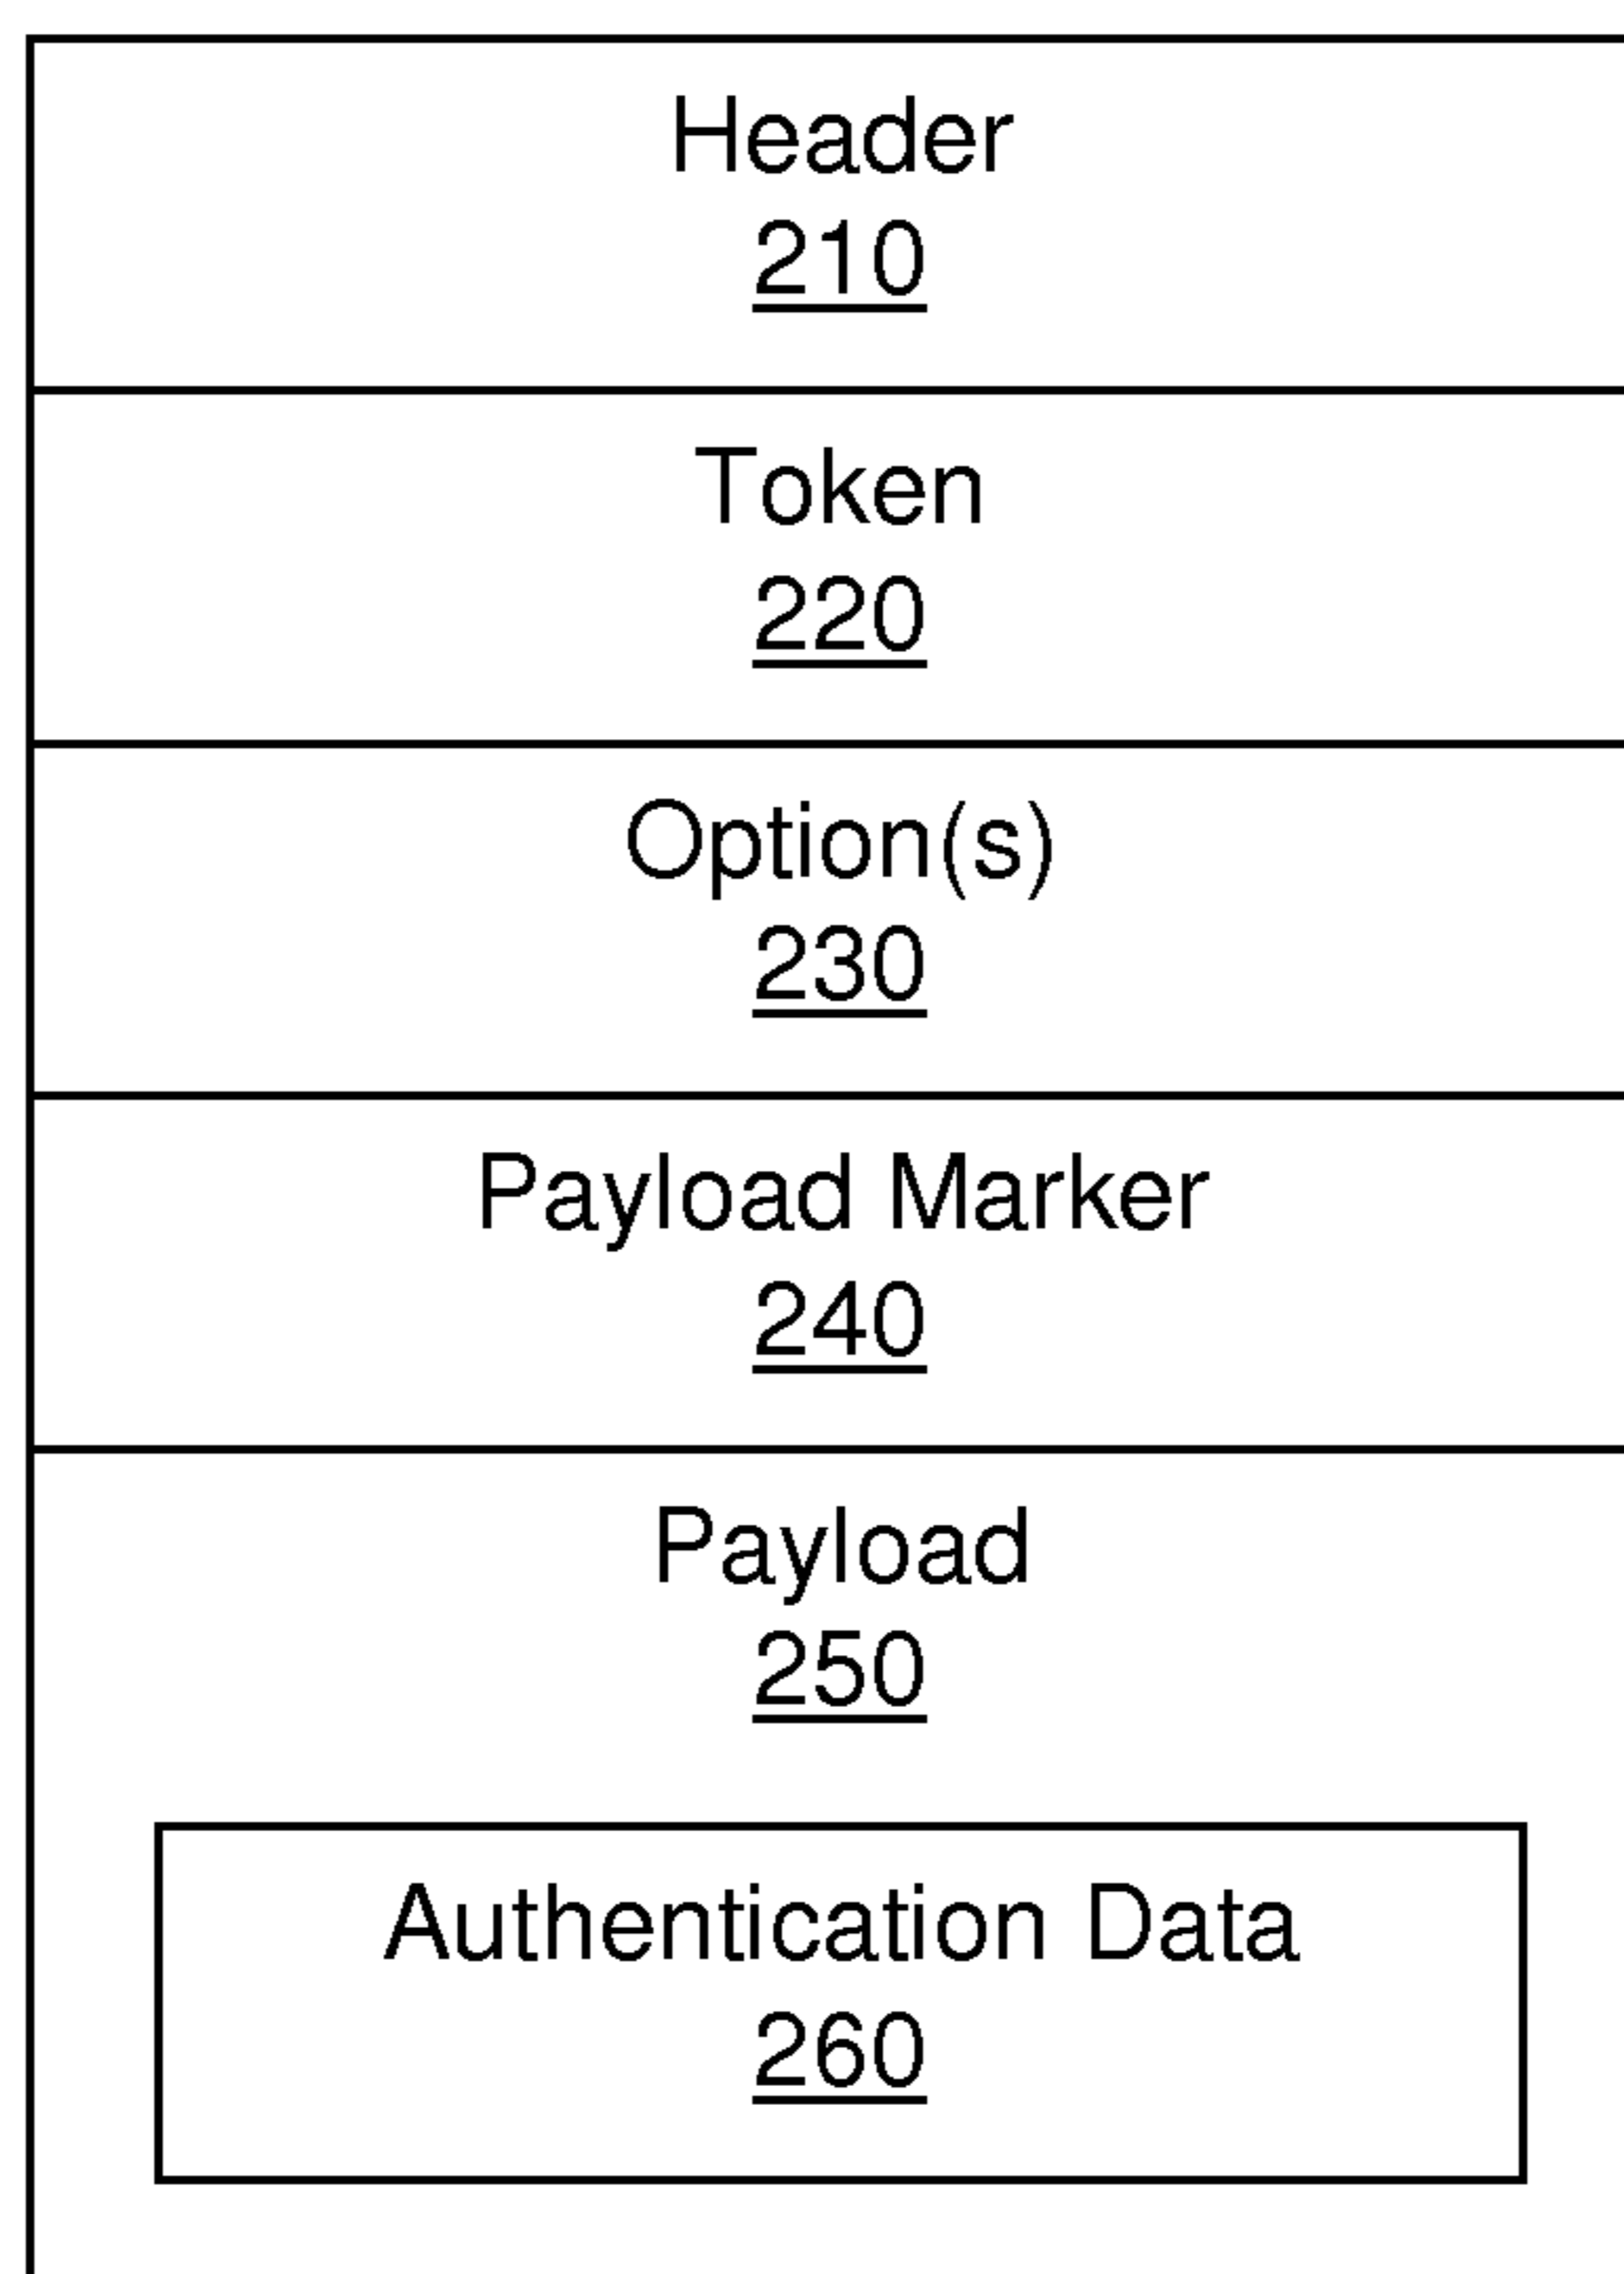 Header
210
Token
220
Option(s)
230
Payload Marker
240
Payload
250
Authentication Data
260